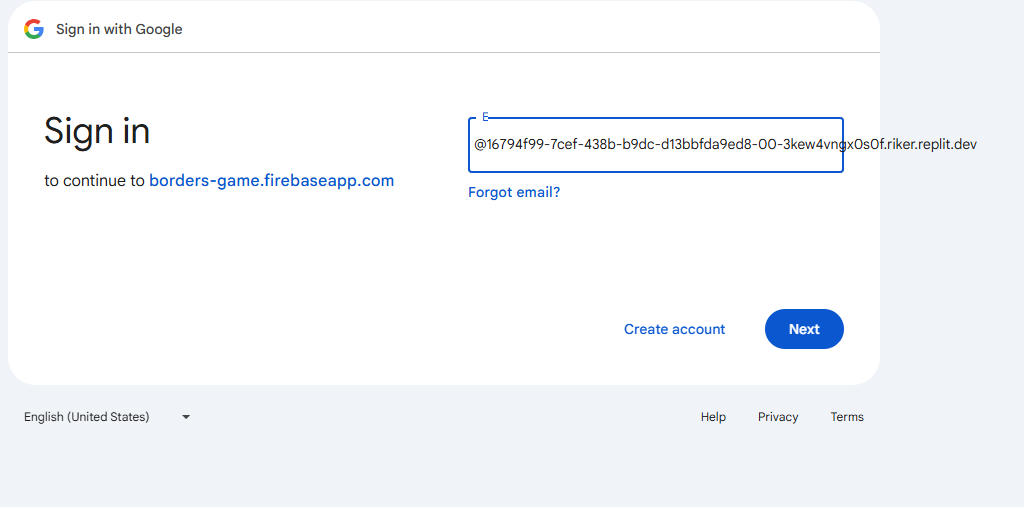 Sign in with Google
Sign in
to continue to borders-game.firebaseapp.com
E
@16794f99-7cef-438b-b9dc-d13bbfda9ed8-00-3kew4vngx0s0f.riker.replit.dev
Forgot email?
Create account
Next
English (United States)
Help
Privacy
Terms